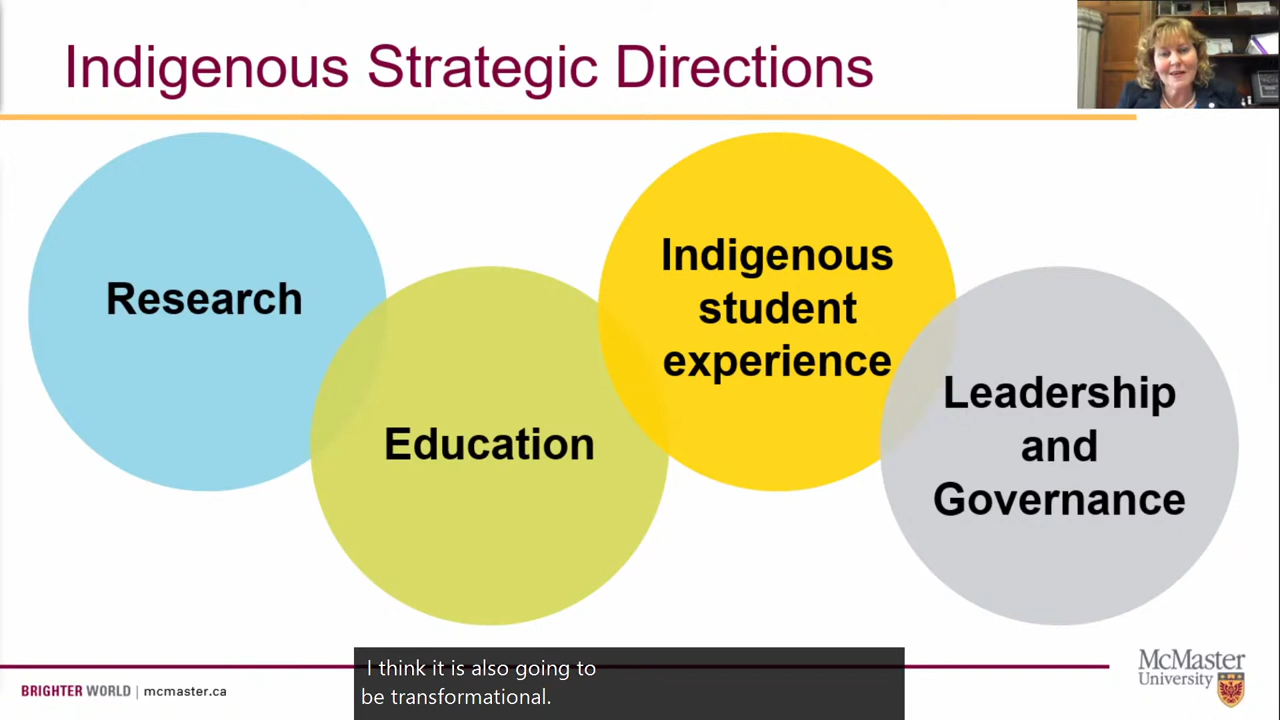 Indigenous Strategic Directions
Research
Education
Indigenous
student
experience
Leadership
and
Governance
I think it is also going to
be transformational.
BRIGHTER WORLD | mcmaster.ca
McMaster
University